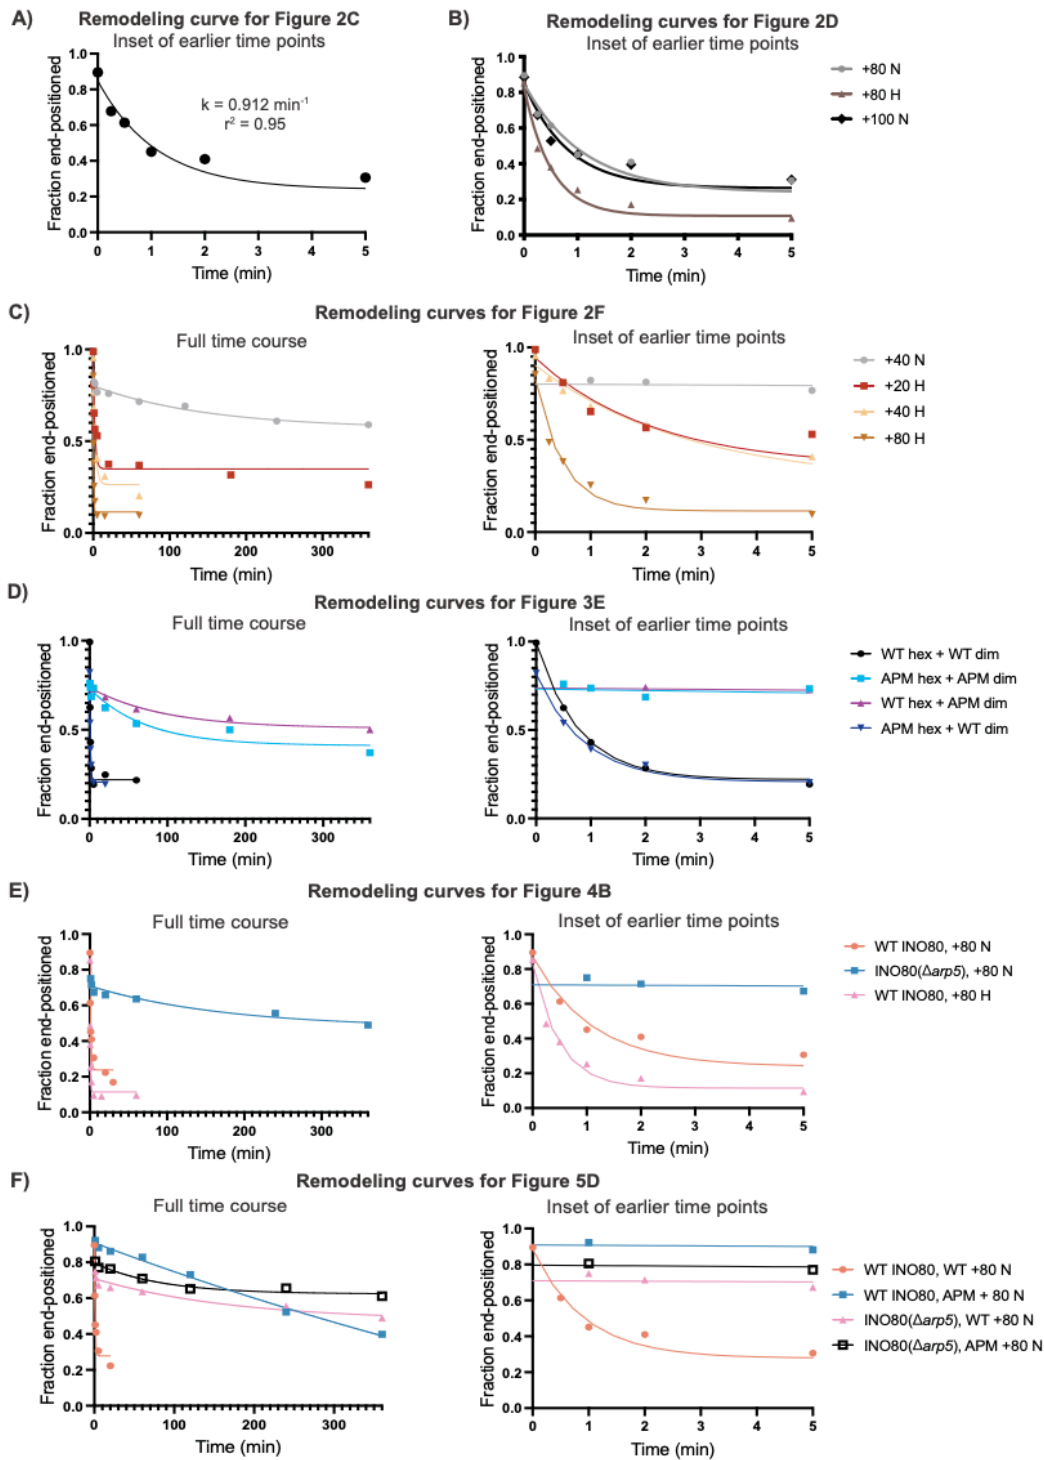 A)
Remodeling curve for Figure 2C
Inset of earlier time points
Fraction end-positioned
1.0
0.8
0.6
0.4
0.2
0.0
k = 0.912 min⁻¹
r² = 0.95
0 1 2 3 4 5
Time (min)
B)
Remodeling curves for Figure 2D
Inset of earlier time points
Fraction end-positioned
1.0
0.8
0.6
0.4
0.2
0.0
0 1 2 3 4 5
Time (min)
+80 N
+80 H
+100 N
C)
Remodeling curves for Figure 2F
Full time course
Fraction end-positioned
1.0
0.5
0.0
0 100 200 300
Time (min)
Inset of earlier time points
Fraction end-positioned
1.0
0.5
0.0
0 1 2 3 4 5
Time (min)
+40 N
+20 H
+40 H
+80 H
D)
Remodeling curves for Figure 3E
Full time course
Fraction end-positioned
1.0
0.5
0.0
0 100 200 300
Time (min)
Inset of earlier time points
Fraction end-positioned
1.0
0.5
0.0
0 1 2 3 4 5
Time (min)
WT hex + WT dim
APM hex + APM dim
WT hex + APM dim
APM hex + WT dim
E)
Remodeling curves for Figure 4B
Full time course
Fraction end-positioned
1.0
0.8
0.6
0.4
0.2
0.0
0 100 200 300
Time (min)
Inset of earlier time points
Fraction end-positioned
1.0
0.8
0.6
0.4
0.2
0.0
0 1 2 3 4 5
Time (min)
WT INO80, +80 N
INO80(Δarp5), +80 N
WT INO80, +80 H
F)
Remodeling curves for Figure 5D
Full time course
Fraction end-positioned
1.0
0.8
0.6
0.4
0.2
0.0
0 100 200 300
Time (min)
Inset of earlier time points
Fraction end-positioned
1.0
0.8
0.6
0.4
0.2
0.0
0 1 2 3 4 5
Time (min)
WT INO80, WT +80 N
WT INO80, APM + 80 N
INO80(Δarp5), WT +80 N
INO80(Δarp5), APM +80 N